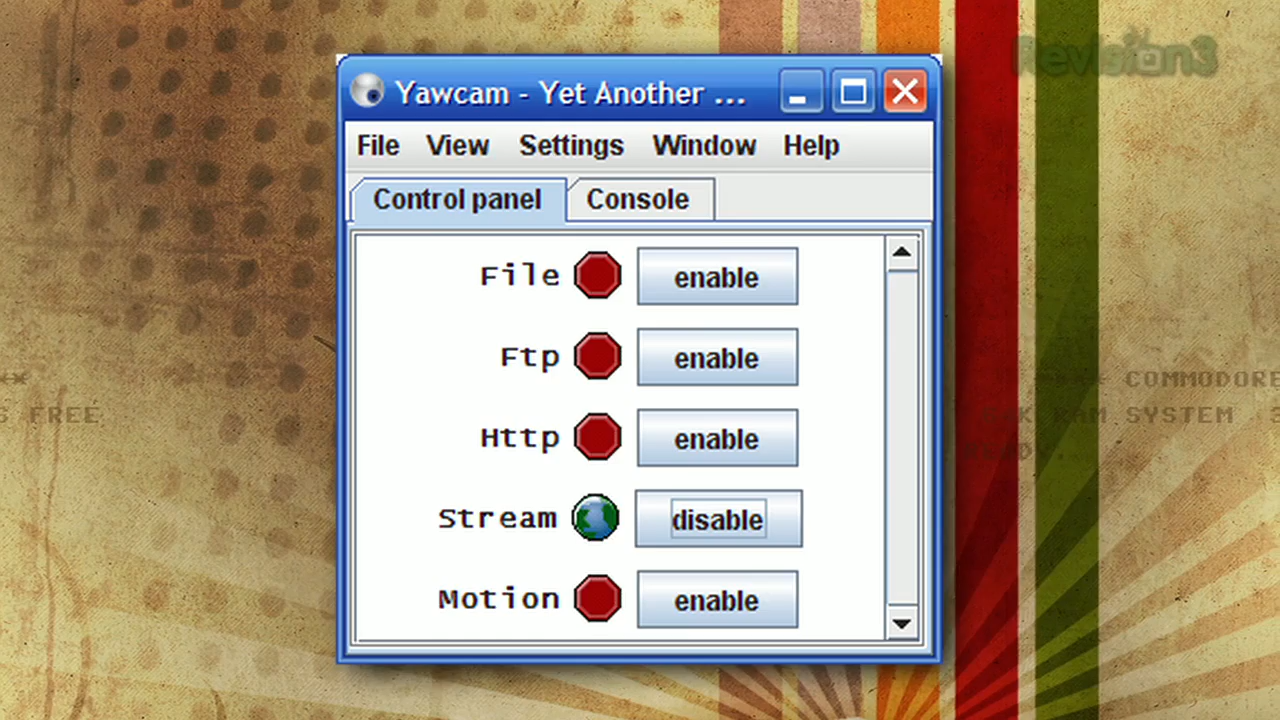 Revision3
Yawcam - Yet Another ...
File View Settings Window Help
Control panel Console
File enable
Ftp enable
Http enable
Stream disable
Motion enable
COMMODORE
S FREE
RAM SYSTEM
READY.